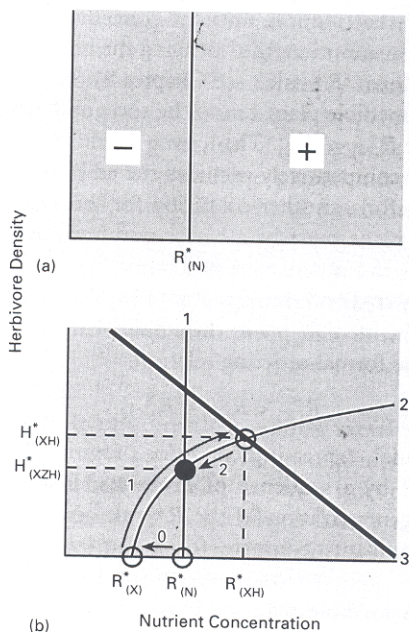 Herbivore Density
−
+
R*(N)
(a)
1
2
H*(XH)
H*(XZH)
1
2
0
3
R*(X)
R*(N)
R*(XH)
(b)
Nutrient Concentration